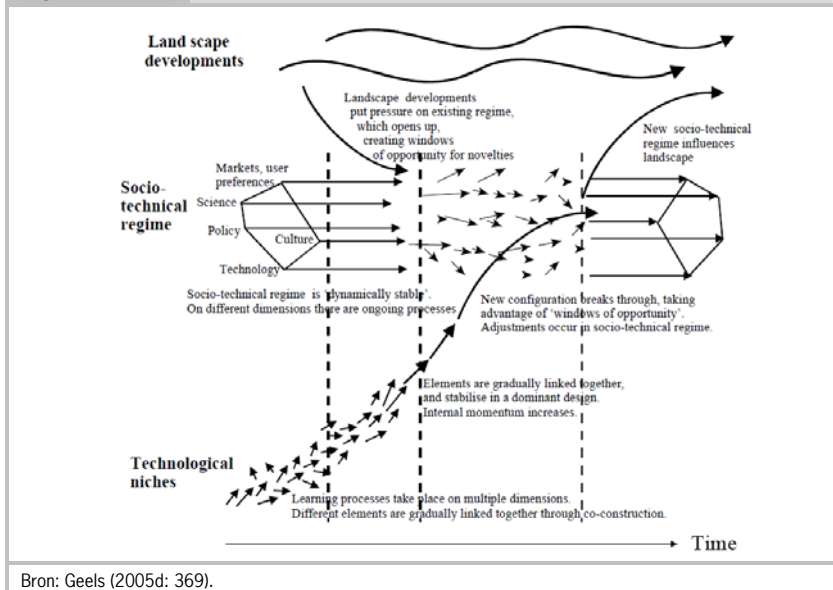 Land scape
developments
Landscape developments
put pressure on existing regime,
which opens up,
creating windows
of opportunity for novelties
New socio-technical
regime influences
landscape
Markets, user
preferences
Socio-
technical
regime
Science
Policy
Culture
Technology
Socio-technical regime is ‘dynamically stable’.
On different dimensions there are ongoing processes
New configuration breaks through, taking
advantage of ‘windows of opportunity’.
Adjustments occur in socio-technical regime.
Elements are gradually linked together,
and stabilise in a dominant design.
Internal momentum increases.
Technological
niches
Learning processes take place on multiple dimensions.
Different elements are gradually linked together through co-construction.
Time
Bron: Geels (2005d: 369).